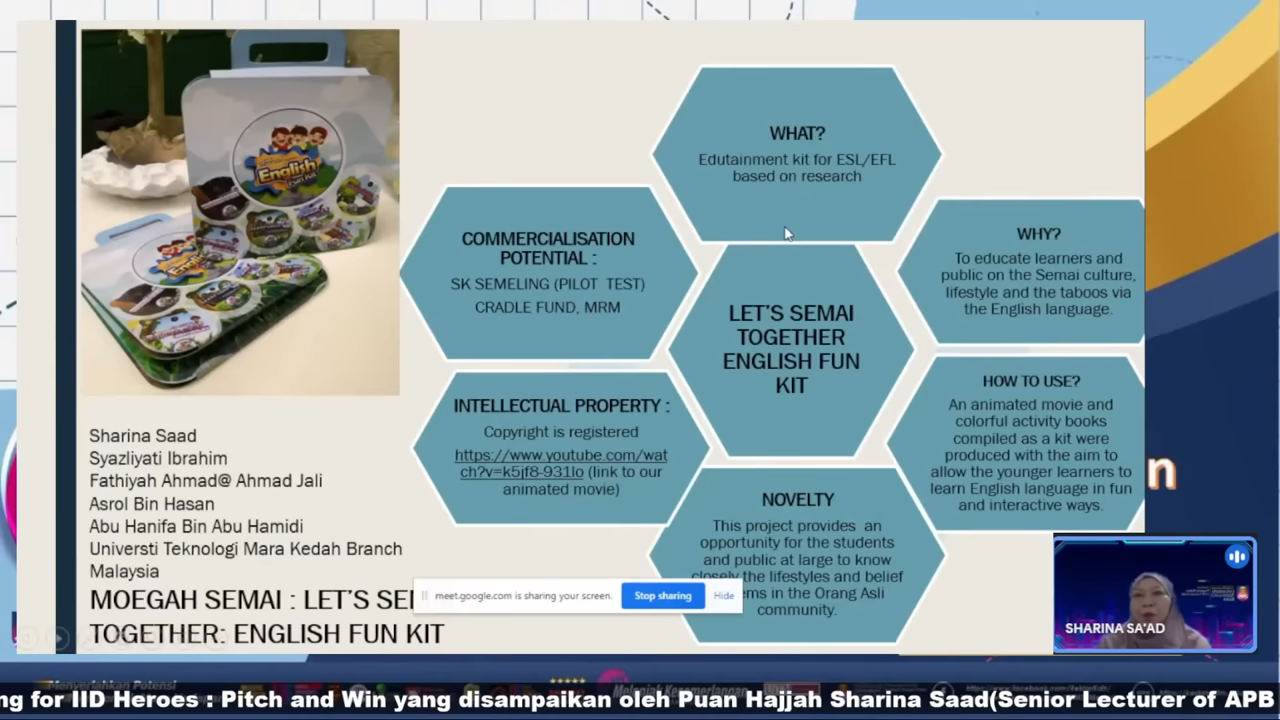 English
FUN KIT
English
WHAT?
Edutainment kit for ESL/EFL
based on research
COMMERCIALISATION
POTENTIAL :
SK SEMELING (PILOT TEST)
CRADLE FUND, MRM
WHY?
To educate learners and
public on the Semai culture,
lifestyle and the taboos via
the English language.
LET'S SEMAI
TOGETHER
ENGLISH FUN
KIT
INTELLECTUAL PROPERTY :
Copyright is registered
https://www.youtube.com/wat
ch?v=k5jf8-931lo (link to our
animated movie)
HOW TO USE?
An animated movie and
colorful activity books
compiled as a kit were
produced with the aim to
allow the younger learners to
learn English language in fun
and interactive ways.
NOVELTY
This project provides an
opportunity for the students
and public at large to know
closely the lifestyles and belief
ems in the Orang Asli
community.
Sharina Saad
Syazliyati Ibrahim
Fathiyah Ahmad@ Ahmad Jali
Asrol Bin Hasan
Abu Hanifa Bin Abu Hamidi
Universti Teknologi Mara Kedah Branch
Malaysia
MOEGAH SEMAI : LET'S SE
TOGETHER: ENGLISH FUN KIT
meet.google.com is sharing your screen.
Stop sharing
Hide
n
SHARINA SA'AD
Menyerlahkan Potensi
ng for IID Heroes : Pitch and Win yang disampaikan oleh Puan Hajjah Sharina Saad(Senior Lecturer of APB